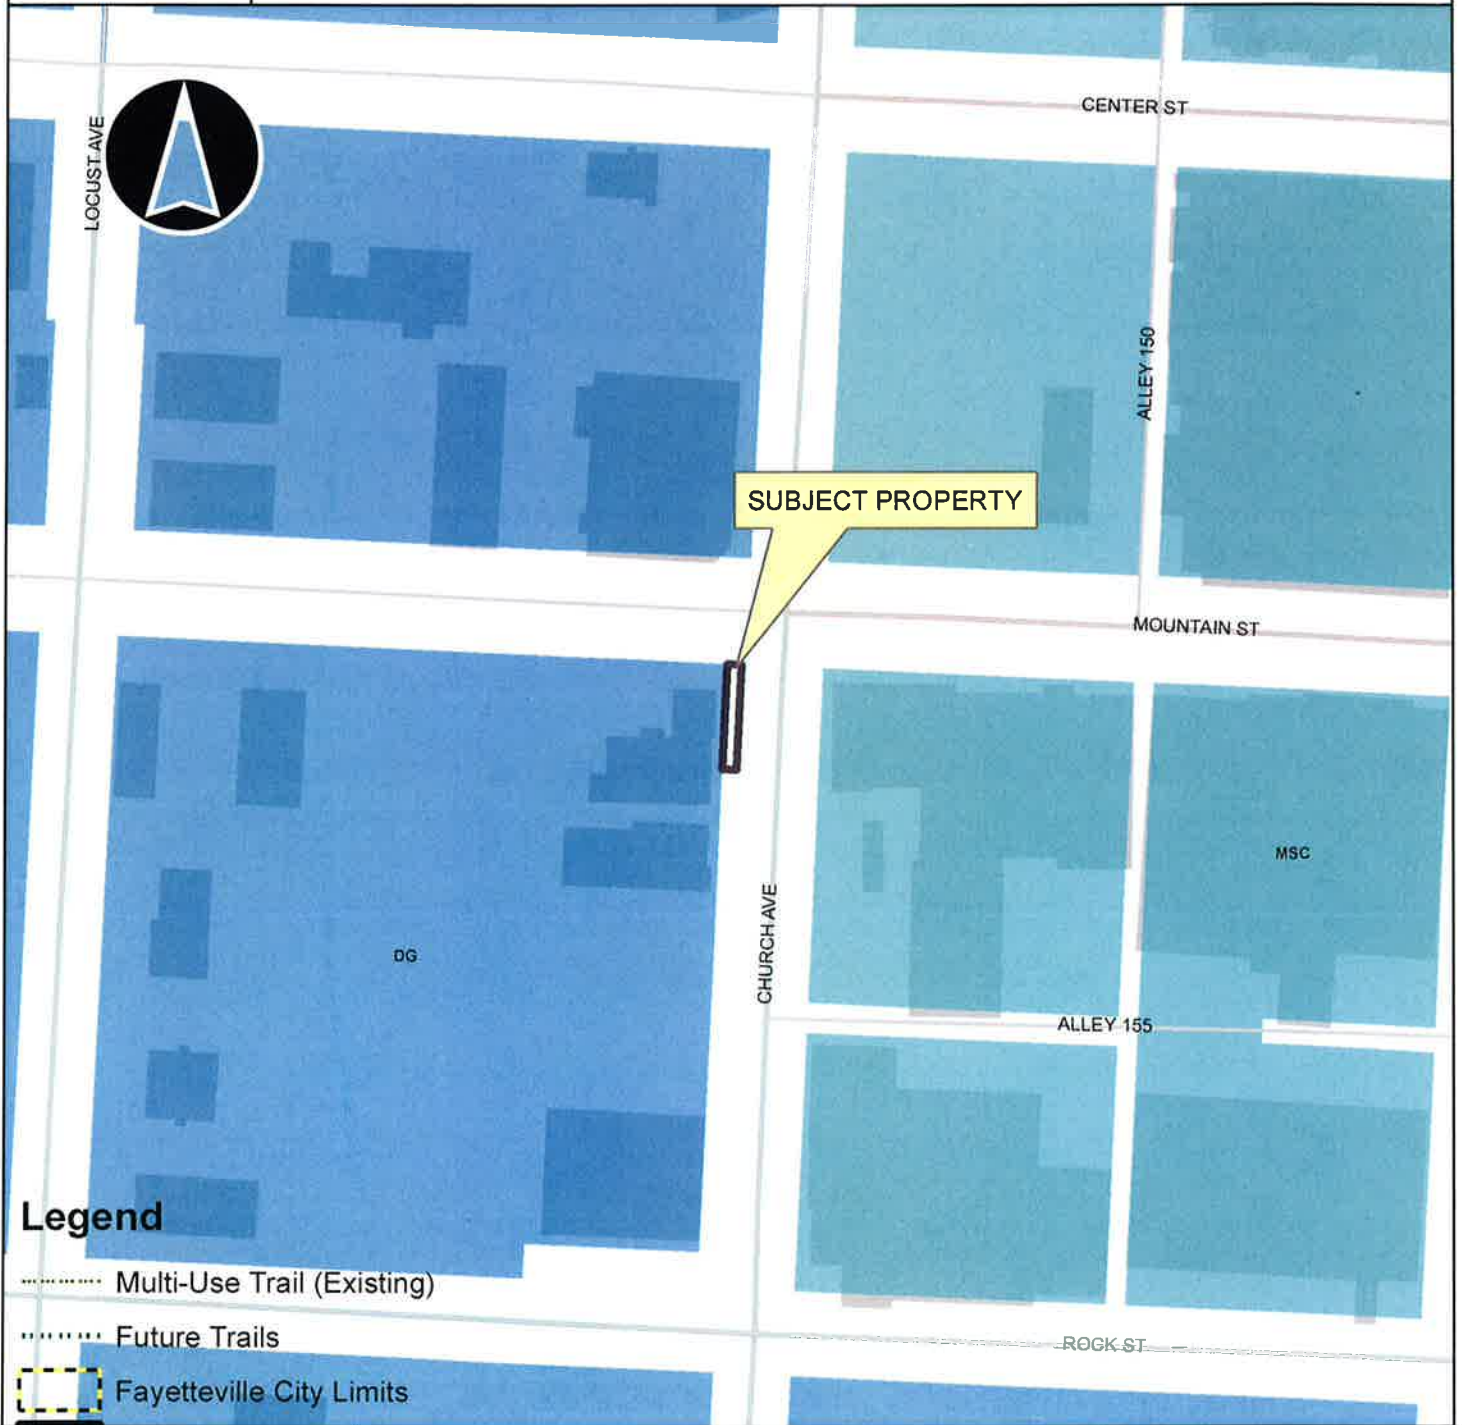 CENTER ST
LOCUST AVE
ALLEY 150
SUBJECT PROPERTY
MOUNTAIN ST
MSC
CHURCH AVE
DG
ALLEY 155
Legend
Multi-Use Trail (Existing)
Future Trails
ROCK ST
Fayetteville City Limits